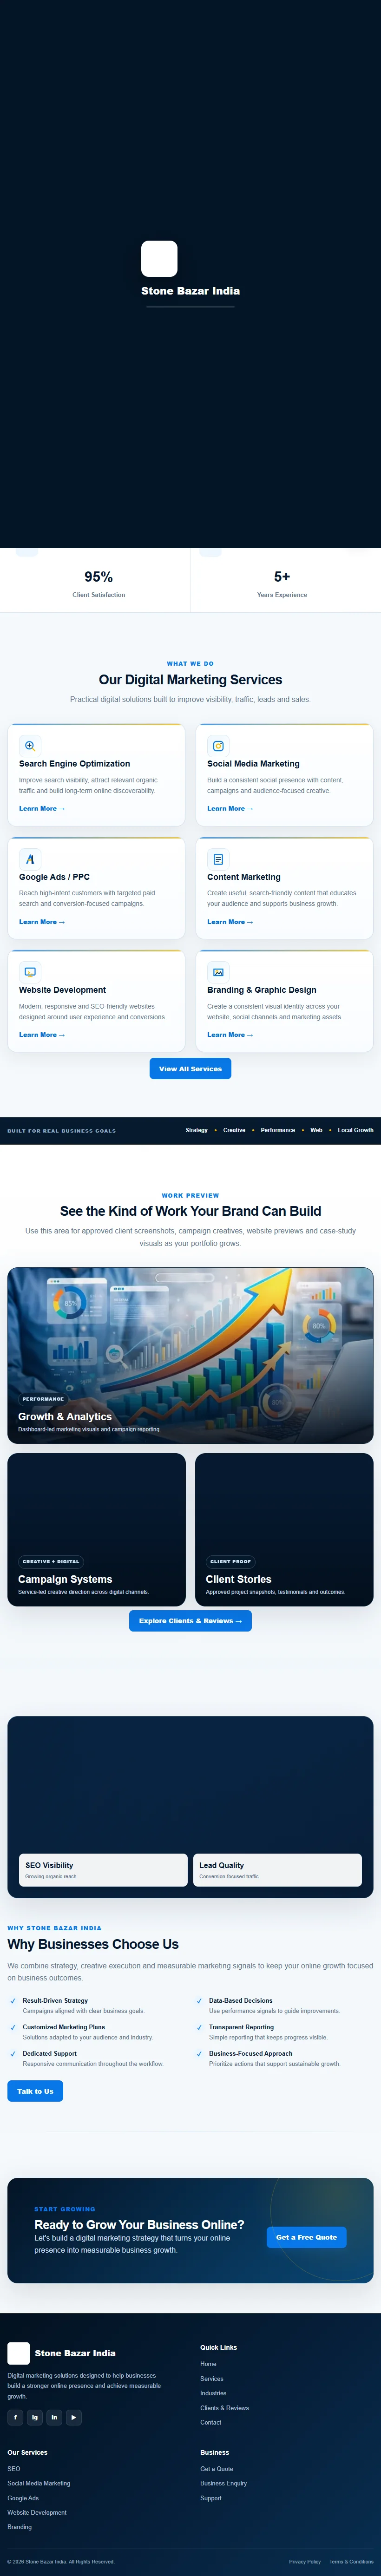 Stone Bazar India
95%
Client Satisfaction
5+
Years Experience
WHAT WE DO
Our Digital Marketing Services
Practical digital solutions built to improve visibility, traffic, leads and sales.
Search Engine Optimization
Improve search visibility, attract relevant organic
traffic and build long-term online discoverability.
Learn More →
Social Media Marketing
Build a consistent social presence with content,
campaigns and audience-focused creative.
Learn More →
Google Ads / PPC
Reach high-intent customers with targeted paid
search and conversion-focused campaigns.
Learn More →
Content Marketing
Create useful, search-friendly content that educates
your audience and supports business growth.
Learn More →
Website Development
Modern, responsive and SEO-friendly websites
designed around user experience and conversions.
Learn More →
Branding & Graphic Design
Create a consistent visual identity across your
website, social channels and marketing assets.
Learn More →
View All Services
BUILT FOR REAL BUSINESS GOALS
Strategy • Creative • Performance • Web • Local Growth
WORK PREVIEW
See the Kind of Work Your Brand Can Build
Use this area for approved client screenshots, campaign creatives, website previews and case-study
visuals as your portfolio grows.
85%
80%
PERFORMANCE
Growth & Analytics
Dashboard-led marketing visuals and campaign reporting.
CREATIVE + DIGITAL
Campaign Systems
Service-led creative direction across digital channels.
CLIENT PROOF
Client Stories
Approved project snapshots, testimonials and outcomes.
Explore Clients & Reviews →
SEO Visibility
Growing organic reach
Lead Quality
Conversion-focused traffic
WHY STONE BAZAR INDIA
Why Businesses Choose Us
We combine strategy, creative execution and measurable marketing signals to keep your online growth focused
on business outcomes.
✓ Result-Driven Strategy
Campaigns aligned with clear business goals.
✓ Data-Based Decisions
Use performance signals to guide improvements.
✓ Customized Marketing Plans
Solutions adapted to your audience and industry.
✓ Transparent Reporting
Simple reporting that keeps progress visible.
✓ Dedicated Support
Responsive communication throughout the workflow.
✓ Business-Focused Approach
Prioritize actions that support sustainable growth.
Talk to Us
START GROWING
Ready to Grow Your Business Online?
Let's build a digital marketing strategy that turns your online
presence into measurable business growth.
Get a Free Quote
Stone Bazar India
Digital marketing solutions designed to help businesses
build a stronger online presence and achieve measurable
growth.
f ig in ▶
Quick Links
Home
Services
Industries
Clients & Reviews
Contact
Our Services
SEO
Social Media Marketing
Google Ads
Website Development
Branding
Business
Get a Quote
Business Enquiry
Support
© 2026 Stone Bazar India. All Rights Reserved.
Privacy Policy Terms & Conditions